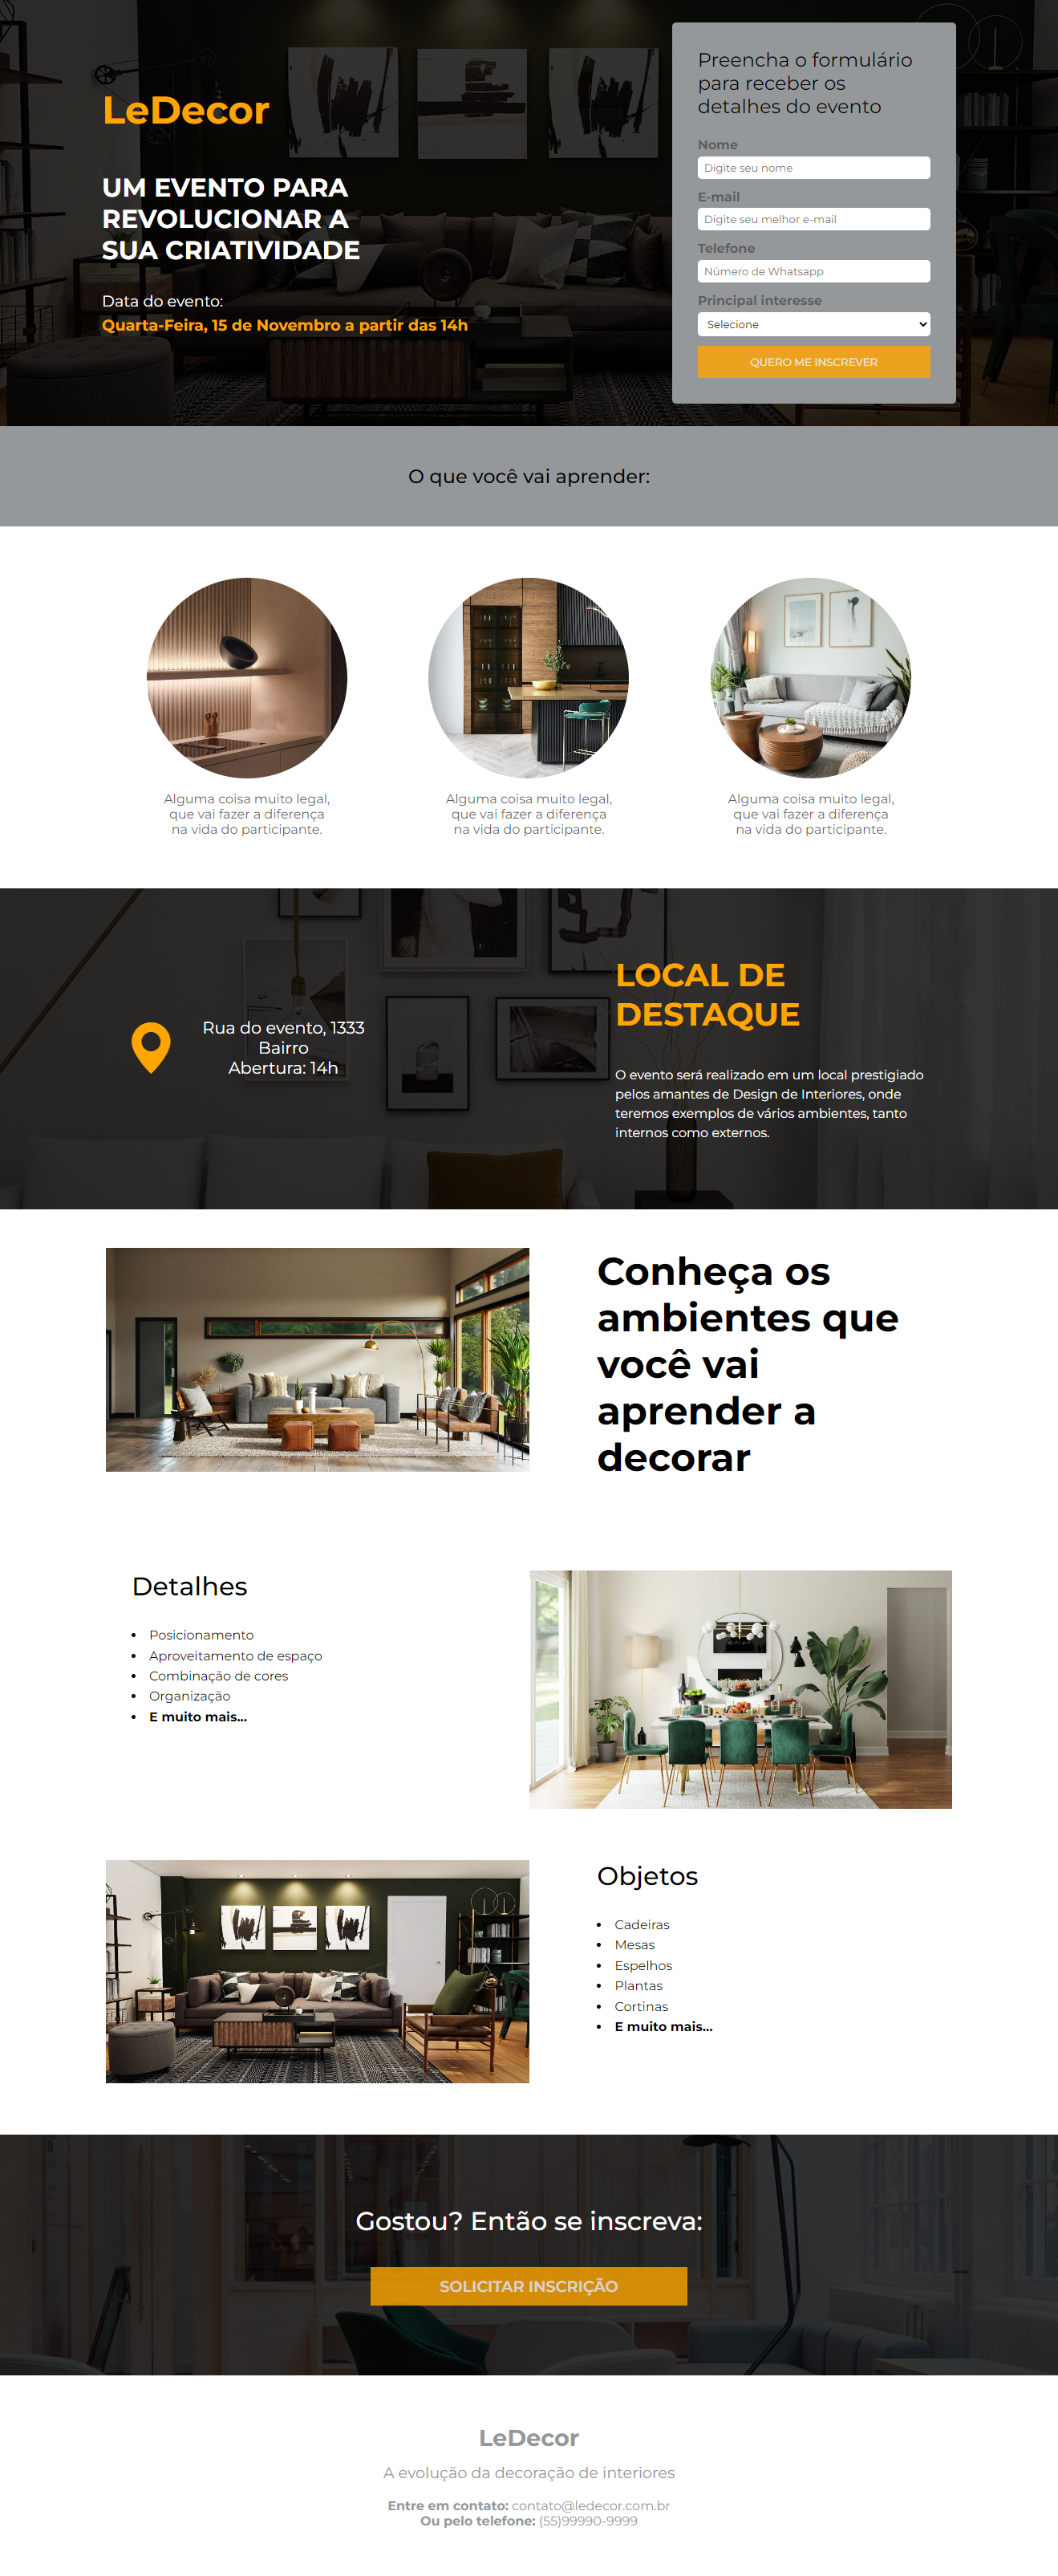 LeDecor
UM EVENTO PARA
REVOLUCIONAR A
SUA CRIATIVIDADE
Data do evento:
Quarta-Feira, 15 de Novembro a partir das 14h
Preencha o formulário
para receber os
detalhes do evento
Nome
Digite seu nome
E-mail
Digite seu melhor e-mail
Telefone
Número de Whatsapp
Principal interesse
Selecione
QUERO ME INSCREVER
O que você vai aprender:
Alguma coisa muito legal,
que vai fazer a diferença
na vida do participante.
Alguma coisa muito legal,
que vai fazer a diferença
na vida do participante.
Alguma coisa muito legal,
que vai fazer a diferença
na vida do participante.
Rua do evento, 1333
Bairro
Abertura: 14h
LOCAL DE
DESTAQUE
O evento será realizado em um local prestigiado
pelos amantes de Design de Interiores, onde
teremos exemplos de vários ambientes, tanto
internos como externos.
Conheça os
ambientes que
você vai
aprender a
decorar
Detalhes
Posicionamento
Aproveitamento de espaço
Combinação de cores
Organização
E muito mais...
Objetos
Cadeiras
Mesas
Espelhos
Plantas
Cortinas
E muito mais...
Gostou? Então se inscreva:
SOLICITAR INSCRIÇÃO
LeDecor
A evolução da decoração de interiores
Entre em contato: contato@ledecor.com.br
Ou pelo telefone: (55)99990-9999